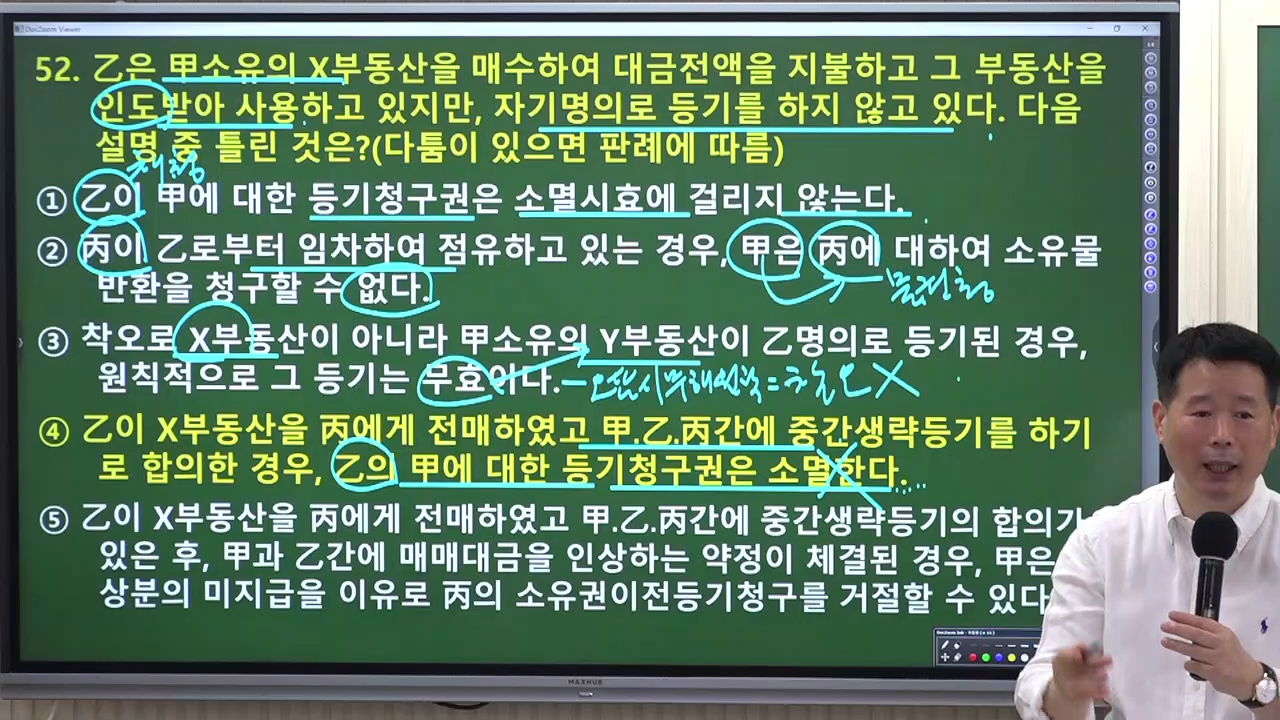 DocZoom Viewer
52. 乙은 甲소유의 X부동산을 매수하여 대금전액을 지불하고 그 부동산을
인도받아 사용하고 있지만, 자기명의로 등기를 하지 않고 있다. 다음
설명 중 틀린 것은?(다툼이 있으면 판례에 따름)
① 乙이 甲에 대한 등기청구권은 소멸시효에 걸리지 않는다.
② 丙이 乙로부터 임차하여 점유하고 있는 경우, 甲은 丙에 대하여 소유물
반환을 청구할 수 없다.
③ 착오로 X부동산이 아니라 甲소유의 Y부동산이 乙명의로 등기된 경우,
원칙적으로 그 등기는 무효이다.
④ 乙이 X부동산을 丙에게 전매하였고 甲.乙.丙간에 중간생략등기를 하기
로 합의한 경우, 乙의 甲에 대한 등기청구권은 소멸한다.
⑤ 乙이 X부동산을 丙에게 전매하였고 甲.乙.丙간에 중간생략등기의 합의가
있은 후, 甲과 乙간에 매매대금을 인상하는 약정이 체결된 경우, 甲은
상분의 미지급을 이유로 丙의 소유권이전등기청구를 거절할 수 있다
MAXHUB